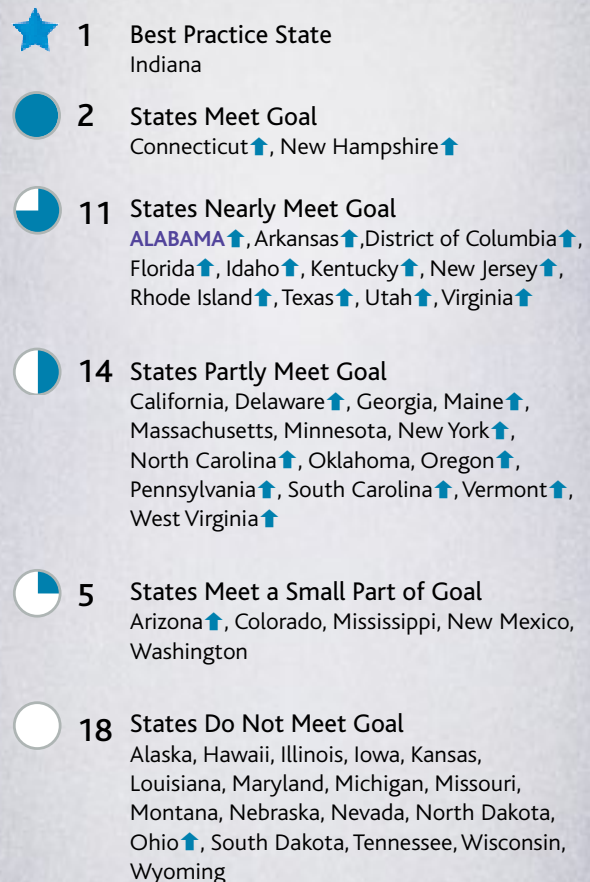 1 Best Practice State
Indiana
2 States Meet Goal
Connecticut⬆, New Hampshire⬆
11 States Nearly Meet Goal
ALABAMA⬆, Arkansas⬆,District of Columbia⬆,
Florida⬆, Idaho⬆, Kentucky⬆, New Jersey⬆,
Rhode Island⬆, Texas⬆, Utah⬆, Virginia⬆
14 States Partly Meet Goal
California, Delaware⬆, Georgia, Maine⬆,
Massachusetts, Minnesota, New York⬆,
North Carolina⬆, Oklahoma, Oregon⬆,
Pennsylvania⬆, South Carolina⬆, Vermont⬆,
West Virginia⬆
5 States Meet a Small Part of Goal
Arizona⬆, Colorado, Mississippi, New Mexico,
Washington
18 States Do Not Meet Goal
Alaska, Hawaii, Illinois, Iowa, Kansas,
Louisiana, Maryland, Michigan, Missouri,
Montana, Nebraska, Nevada, North Dakota,
Ohio⬆, South Dakota, Tennessee, Wisconsin,
Wyoming